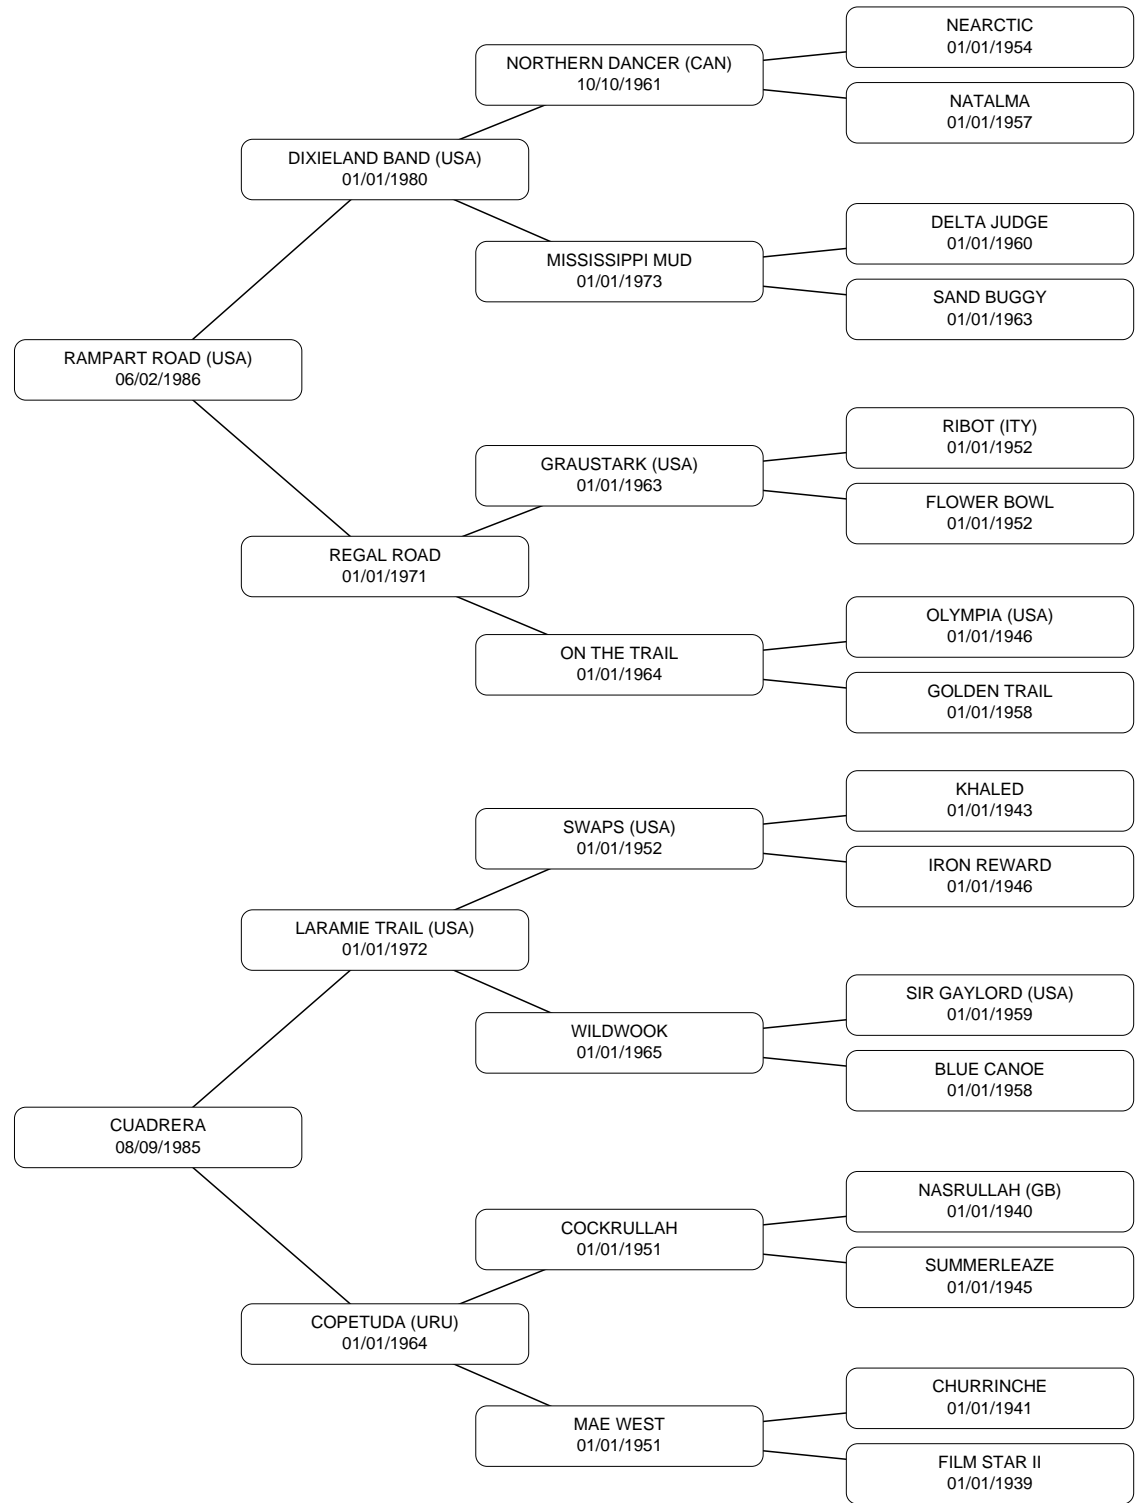 NEARCTIC
01/01/1954
NORTHERN DANCER (CAN)
10/10/1961
NATALMA
01/01/1957
DIXIELAND BAND (USA)
01/01/1980
DELTA JUDGE
01/01/1960
MISSISSIPPI MUD
01/01/1973
SAND BUGGY
01/01/1963
RAMPART ROAD (USA)
06/02/1986
RIBOT (ITY)
01/01/1952
GRAUSTARK (USA)
01/01/1963
FLOWER BOWL
01/01/1952
REGAL ROAD
01/01/1971
OLYMPIA (USA)
01/01/1946
ON THE TRAIL
01/01/1964
GOLDEN TRAIL
01/01/1958
KHALED
01/01/1943
SWAPS (USA)
01/01/1952
IRON REWARD
01/01/1946
LARAMIE TRAIL (USA)
01/01/1972
SIR GAYLORD (USA)
01/01/1959
WILDWOOK
01/01/1965
BLUE CANOE
01/01/1958
CUADRERA
08/09/1985
NASRULLAH (GB)
01/01/1940
COCKRULLAH
01/01/1951
SUMMERLEAZE
01/01/1945
COPETUDA (URU)
01/01/1964
CHURRINCHE
01/01/1941
MAE WEST
01/01/1951
FILM STAR II
01/01/1939